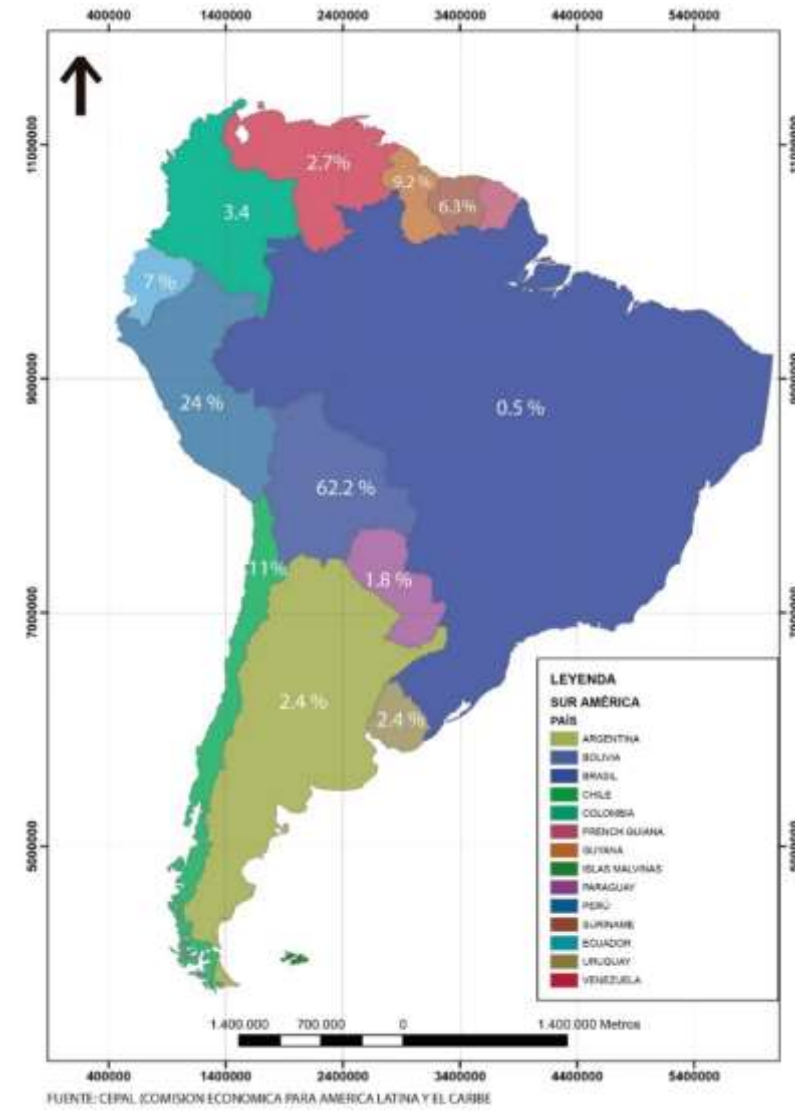 400000 1400000 2400000 3400000 4400000 5400000
11000000 11000000
2.7%
9.2 %
6.3%
3.4
7 %
9000000 9000000
24 %
0.5 %
62.2 %
11%
1.8 %
7000000 7000000
2.4 %
2.4 %
LEYENDA
SUR AMÉRICA
PAÍS
ARGENTINA
BOLIVIA
BRASIL
CHILE
COLOMBIA
FRENCH GUIANA
GUYANA
ISLAS MALVINAS
PARAGUAY
PERÚ
SURINAME
ECUADOR
URUGUAY
VENEZUELA
5000000 5000000
1.400.000 700.000 0 1.400.000 Metros
400000 1400000 2400000 3400000 4400000 5400000
FUENTE: CEPAL (COMISION ECONOMICA PARA AMERICA LATINA Y EL CARIBE